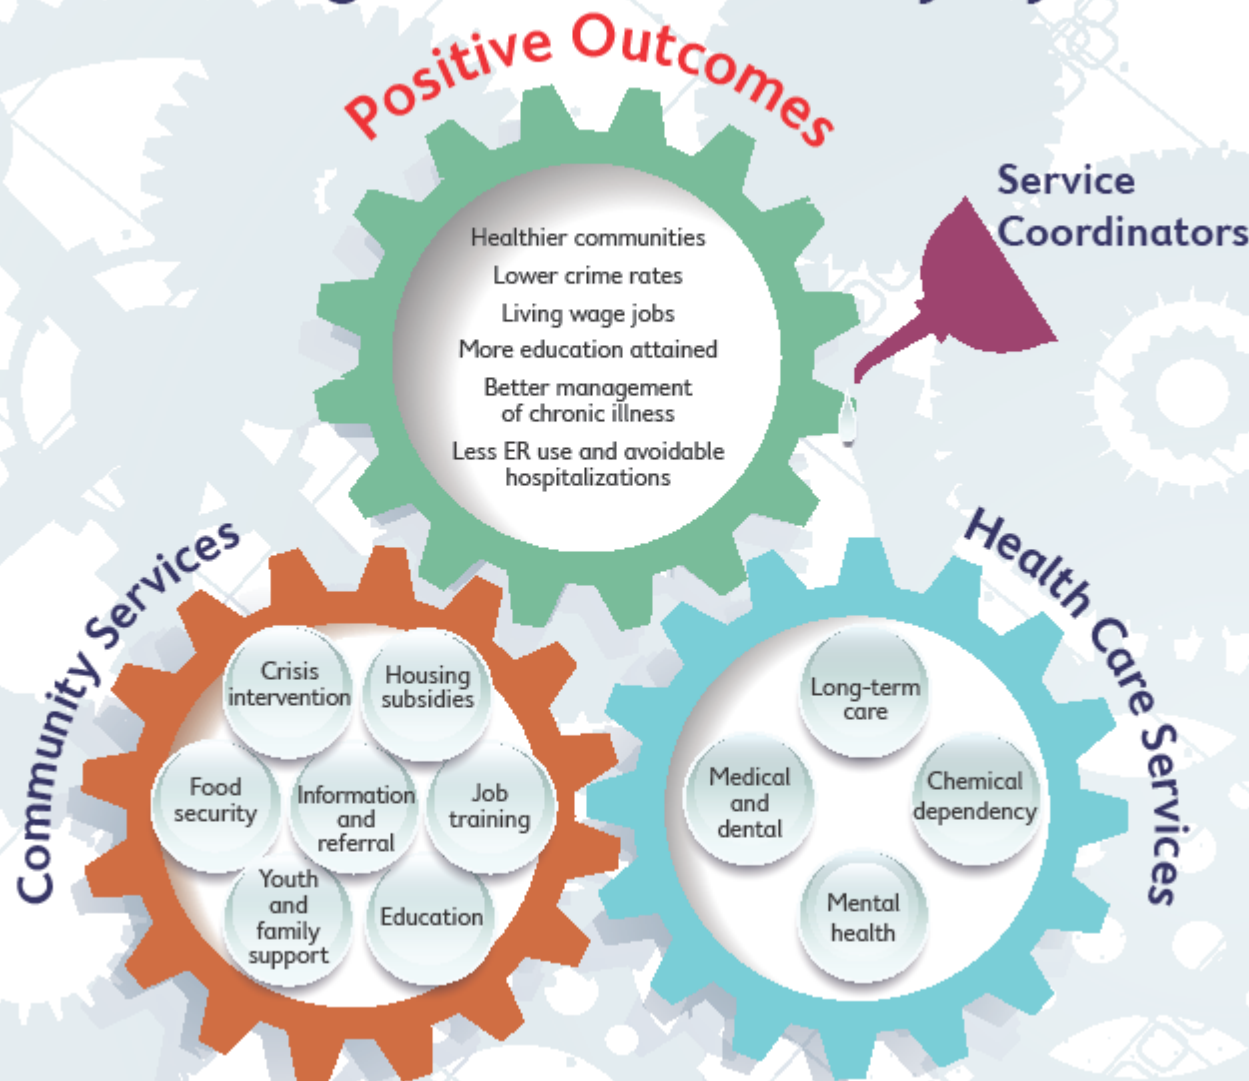 Positive Outcomes
Service
Coordinators
Healthier communities
Lower crime rates
Living wage jobs
More education attained
Better management
of chronic illness
Less ER use and avoidable
hospitalizations
Community Services
Crisis
intervention
Housing
subsidies
Food
security
Information
and
referral
Job
training
Youth
and
family
support
Education
Health Care Services
Long-term
care
Medical
and
dental
Chemical
dependency
Mental
health